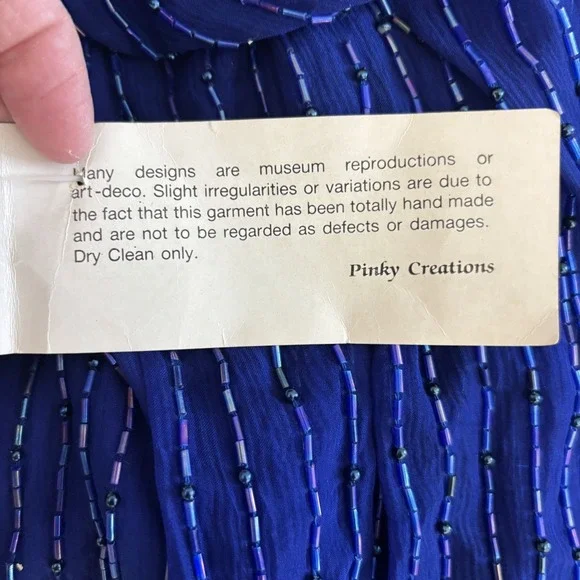 Many designs are museum reproductions or
art-deco. Slight irregularities or variations are due to
the fact that this garment has been totally hand made
and are not to be regarded as defects or damages.
Dry Clean only.
Pinky Creations